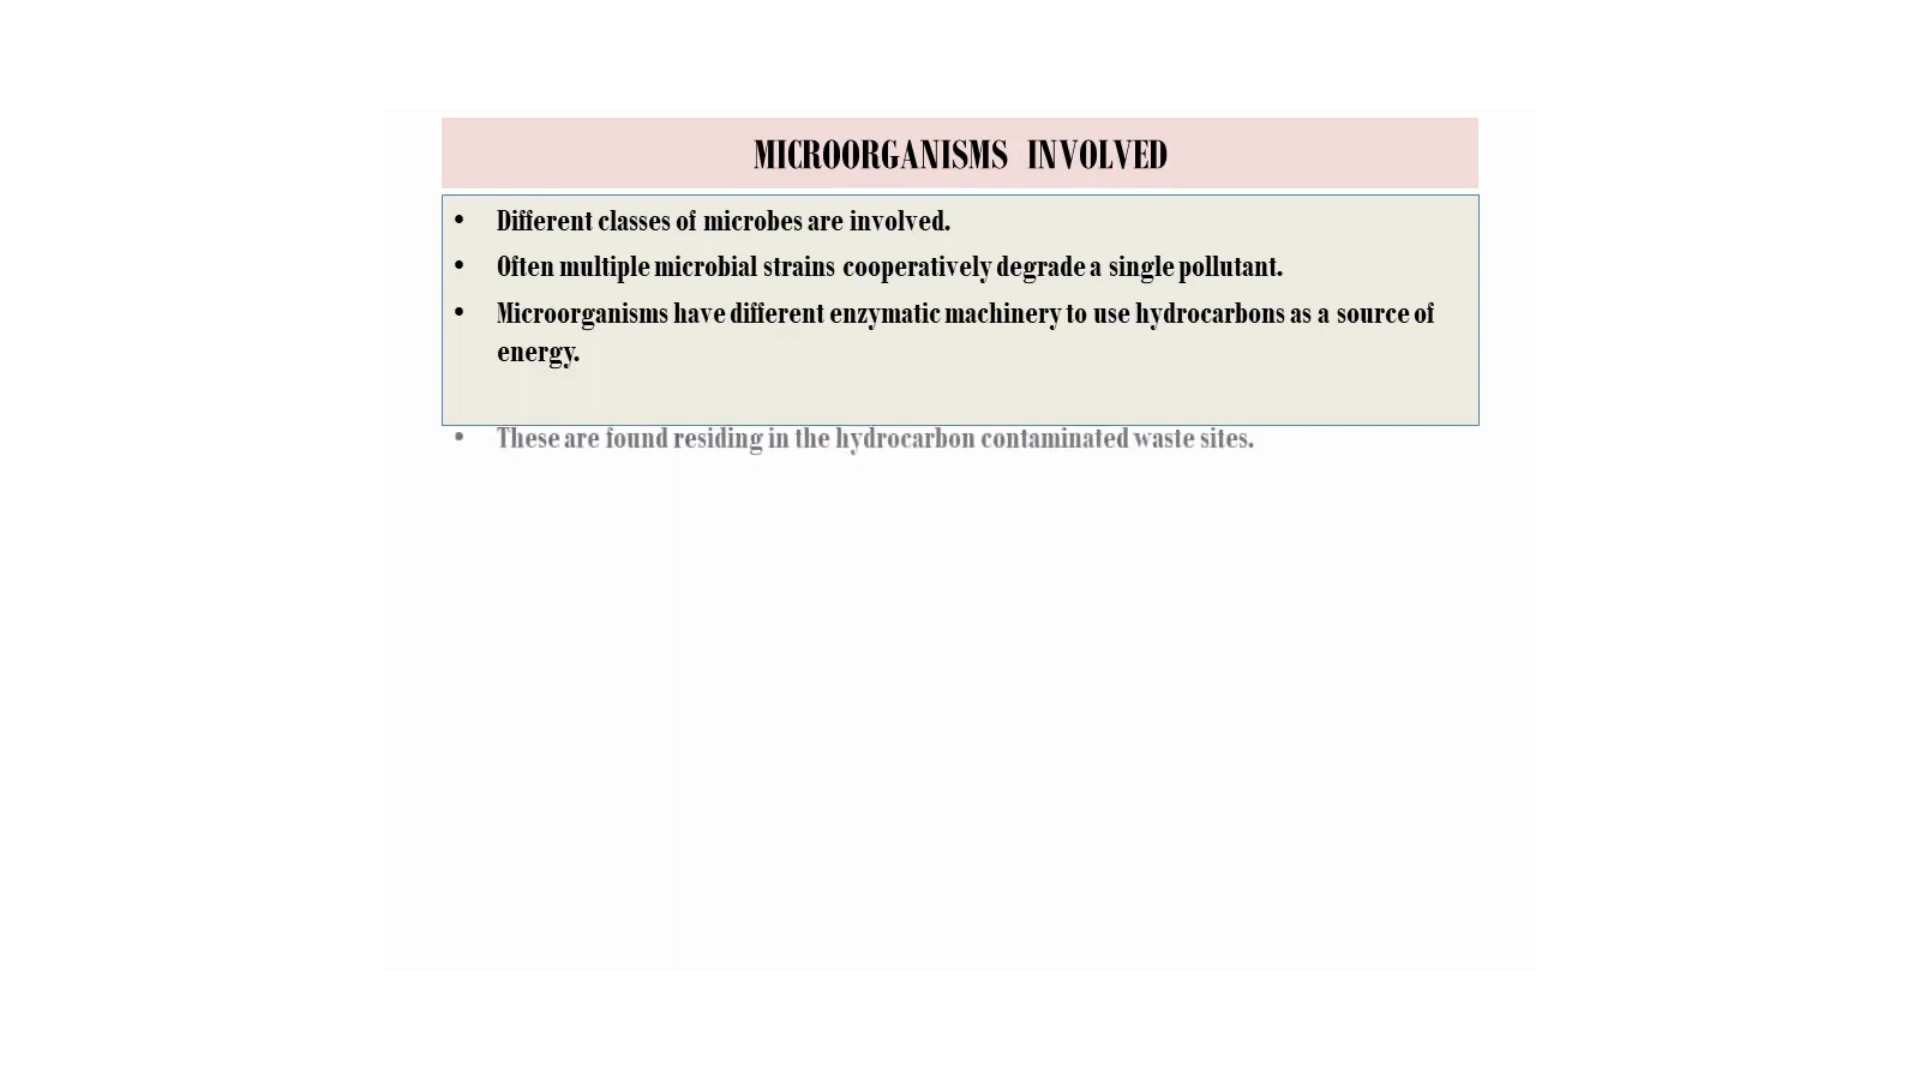 MICROORGANISMS INVOLVED
• Different classes of microbes are involved.
• Often multiple microbial strains cooperatively degrade a single pollutant.
• Microorganisms have different enzymatic machinery to use hydrocarbons as a source of
energy.
• These are found residing in the hydrocarbon contaminated waste sites.